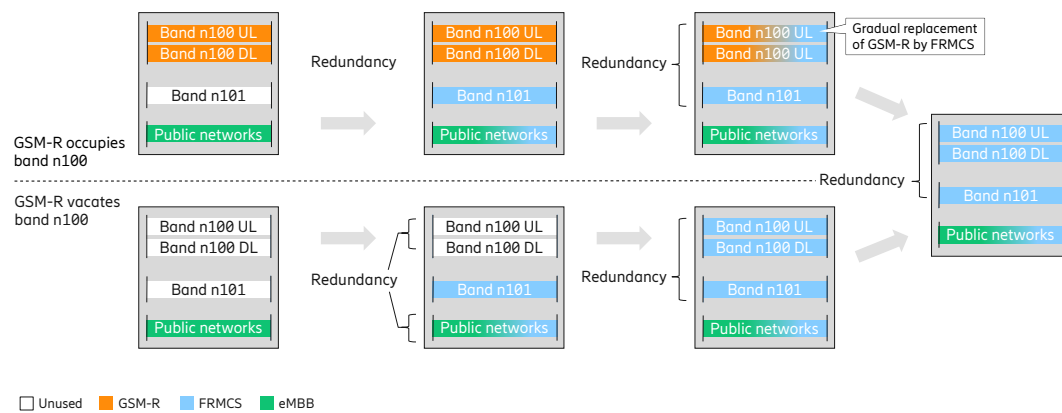 Band n100 UL
Band n100 DL
Band n101
Public networks
Redundancy
Band n100 UL
Band n100 DL
Band n101
Public networks
Redundancy
Band n100 UL
Band n100 UL
Band n101
Public networks
Gradual replacement
of GSM-R by FRMCS
GSM-R occupies
band n100
GSM-R vacates
band n100
Band n100 UL
Band n100 DL
Band n101
Public networks
Redundancy
Band n100 UL
Band n100 DL
Band n101
Public networks
Redundancy
Band n100 UL
Band n100 DL
Band n101
Public networks
Redundancy
Band n100 UL
Band n100 DL
Band n101
Public networks
Unused
GSM-R
FRMCS
eMBB